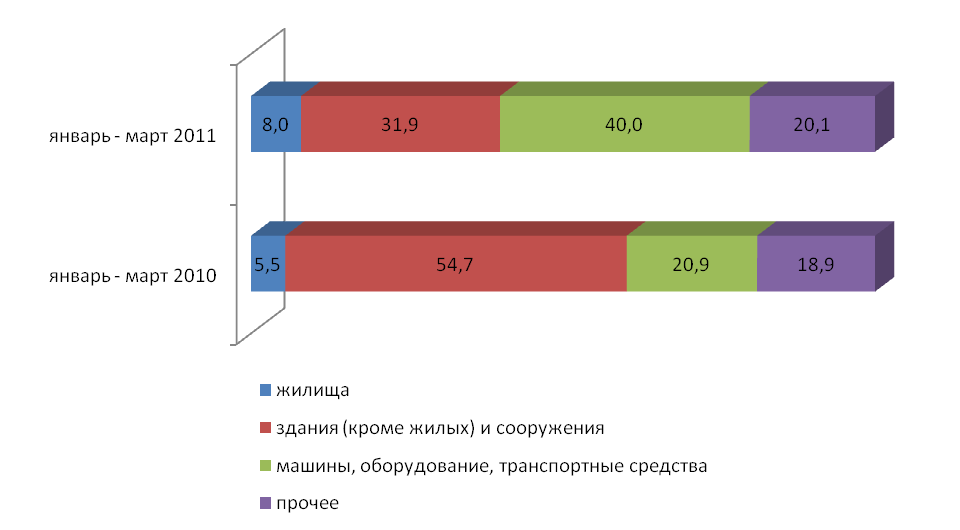 январь - март 2011
8,0 31,9 40,0 20,1
январь - март 2010
5,5 54,7 20,9 18,9
жилища
здания (кроме жилых) и сооружения
машины, оборудование, транспортные средства
прочее